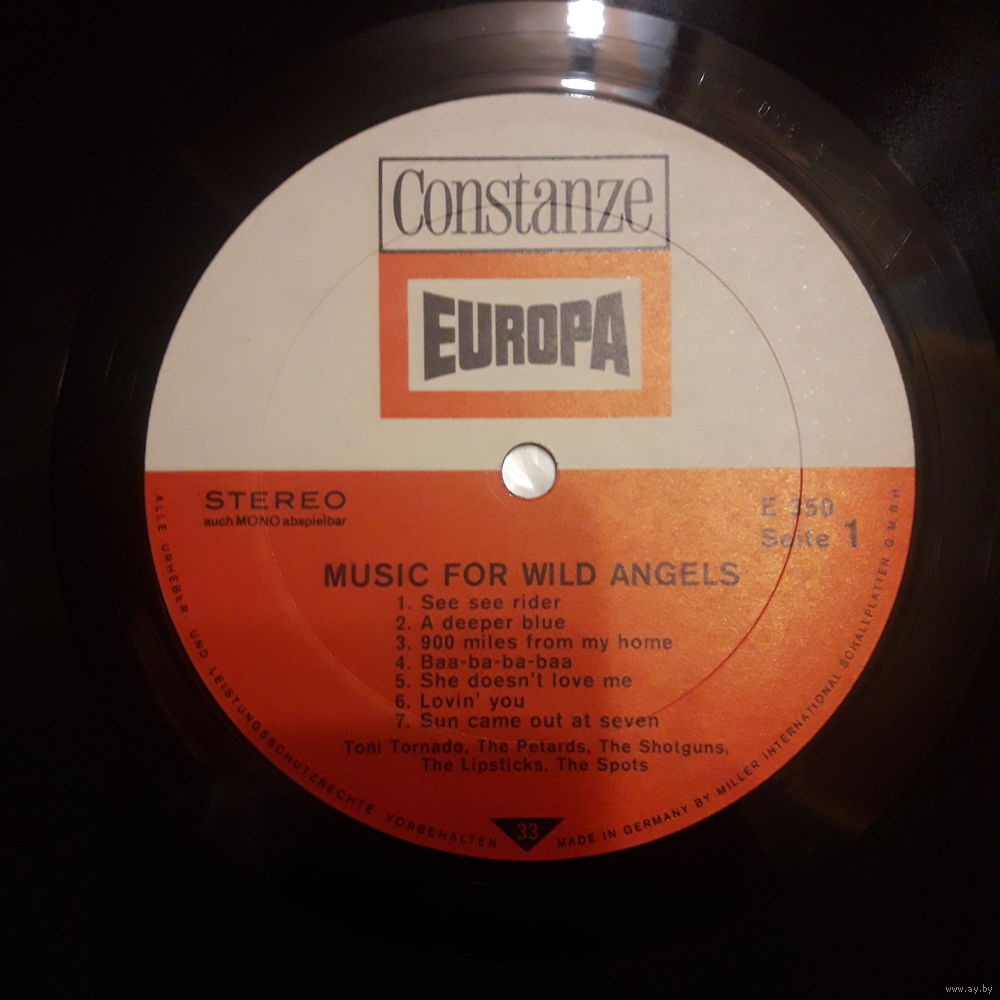 Constanze
EUROPA
STEREO
auch MONO abspielbar
E 350
Seite 1
MUSIC FOR WILD ANGELS
1. See see rider
2. A deeper blue
3. 900 miles from my home
4. Baa-ba-ba-baa
5. She doesn't love me
6. Lovin' you
7. Sun came out at seven
Toni Tornado, The Petards, The Shotguns,
The Lipsticks, The Spots
ALLE URHEBER- UND LEISTUNGSSCHUTZRECHTE VORBEHALTEN
33
MADE IN GERMANY BY MILLER INTERNATIONAL SCHALLPLATTEN G.M.B.H.
www.ay.by